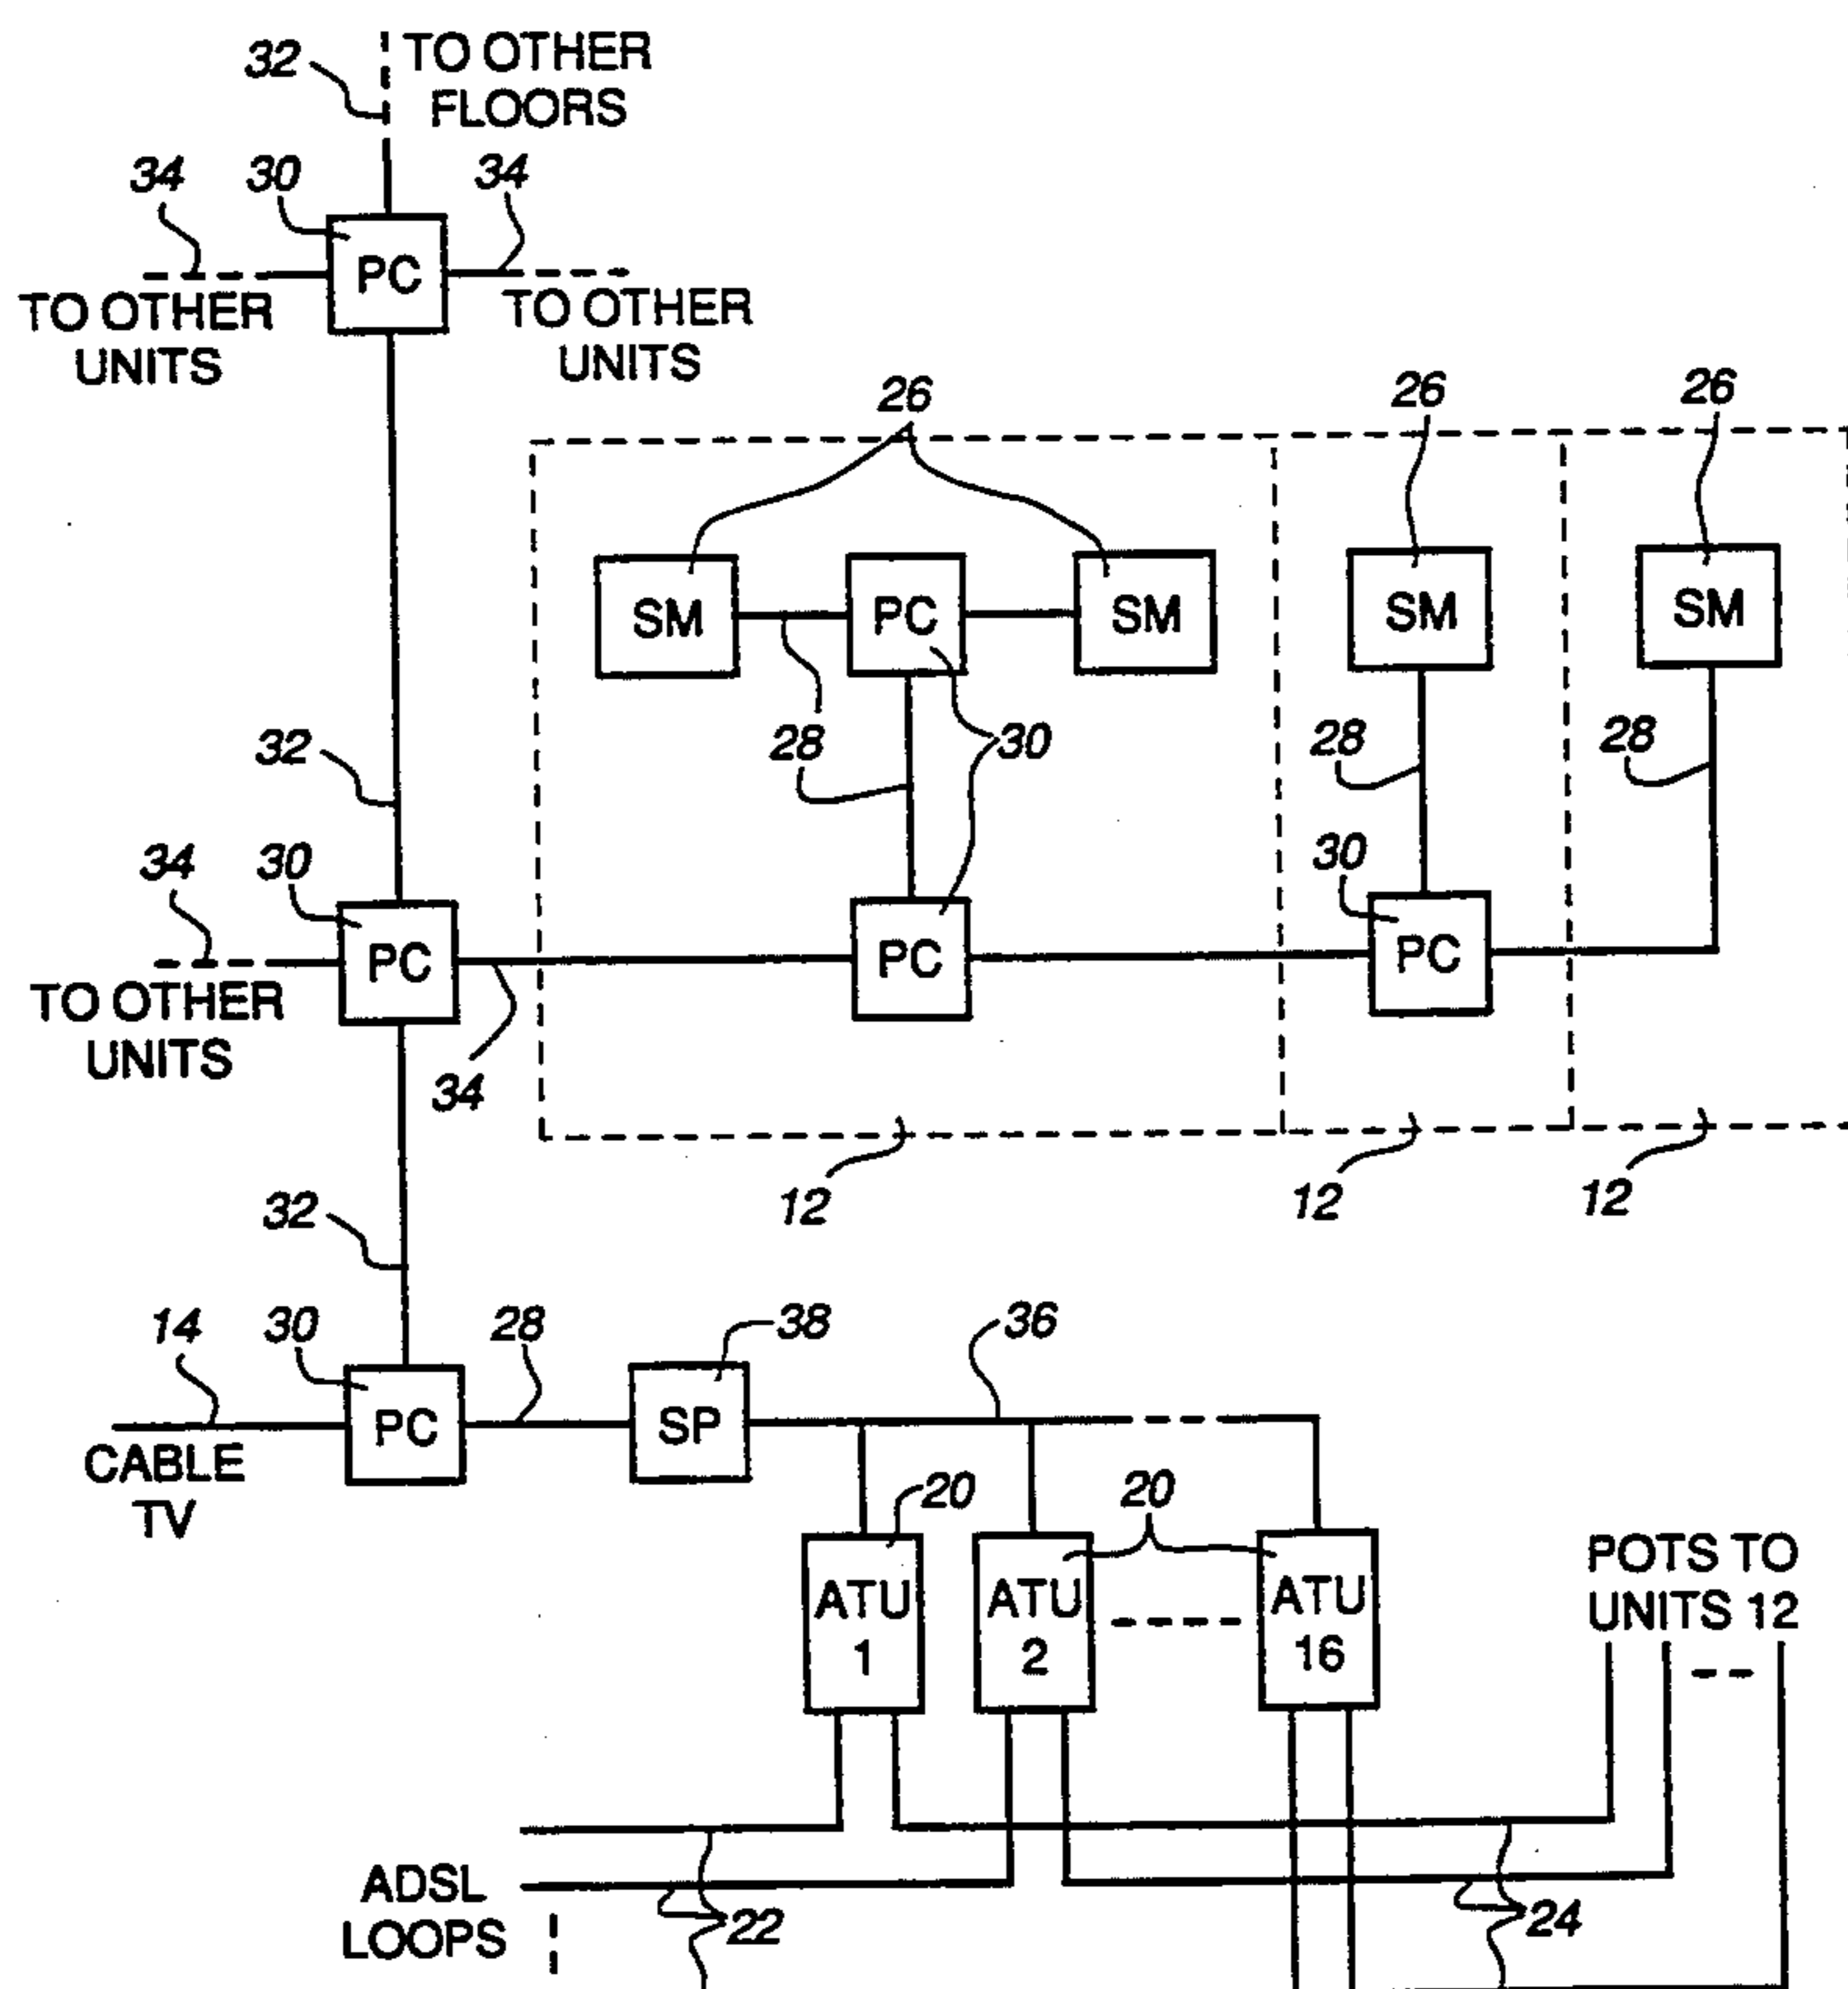 32 TO OTHER
FLOORS
34 30 34
PC
TO OTHER
UNITS
TO OTHER
UNITS
26 26 26
SM PC SM SM SM
32 28 30 28 28
34 30 30
PC PC PC
TO OTHER
UNITS
34
12 12 12
32
14 30 28 38 36
PC SP
CABLE
TV
20 20
ATU
1
ATU
2
ATU
16
POTS TO
UNITS 12
ADSL
LOOPS
22 24